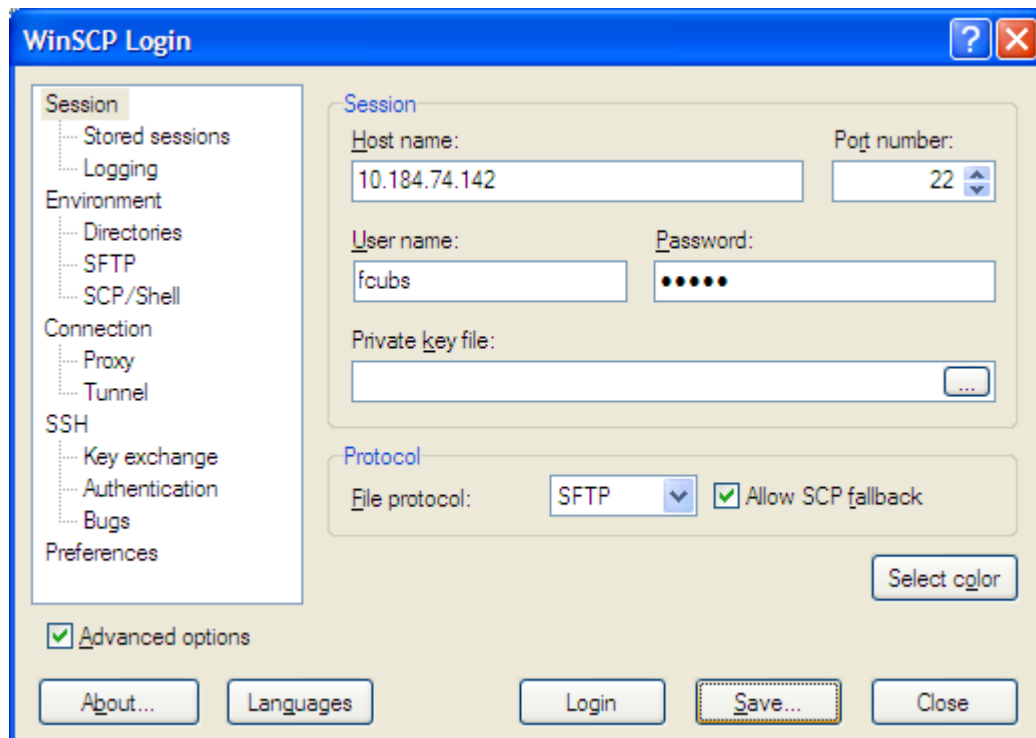 WinSCP Login
Session
Stored sessions
Logging
Environment
Directories
SFTP
SCP/Shell
Connection
Proxy
Tunnel
SSH
Key exchange
Authentication
Bugs
Preferences
Advanced options
Session
Host name:
Port number:
10.184.74.142
22
User name:
Password:
fcubs
●●●●●
Private key file:
...
Protocol
File protocol:
SFTP
Allow SCP fallback
Select color
About...
Languages
Login
Save...
Close